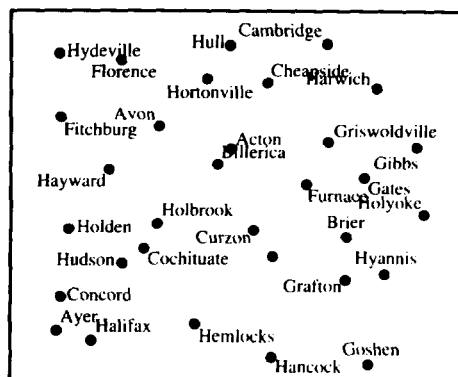 Cambridge
Hull
Hydeville
Florence
Cheapside
Harwich
Hortonville
Avon
Fitchburg
Acton
Griswoldville
Billerica
Gibbs
Hayward
Furnace
Gates
Holyoke
Holbrook
Holden
Curzon
Brier
Hudson
Cochituate
Hyannis
Grafton
Concord
Ayer
Halifax
Hemlocks
Hancock
Goshen